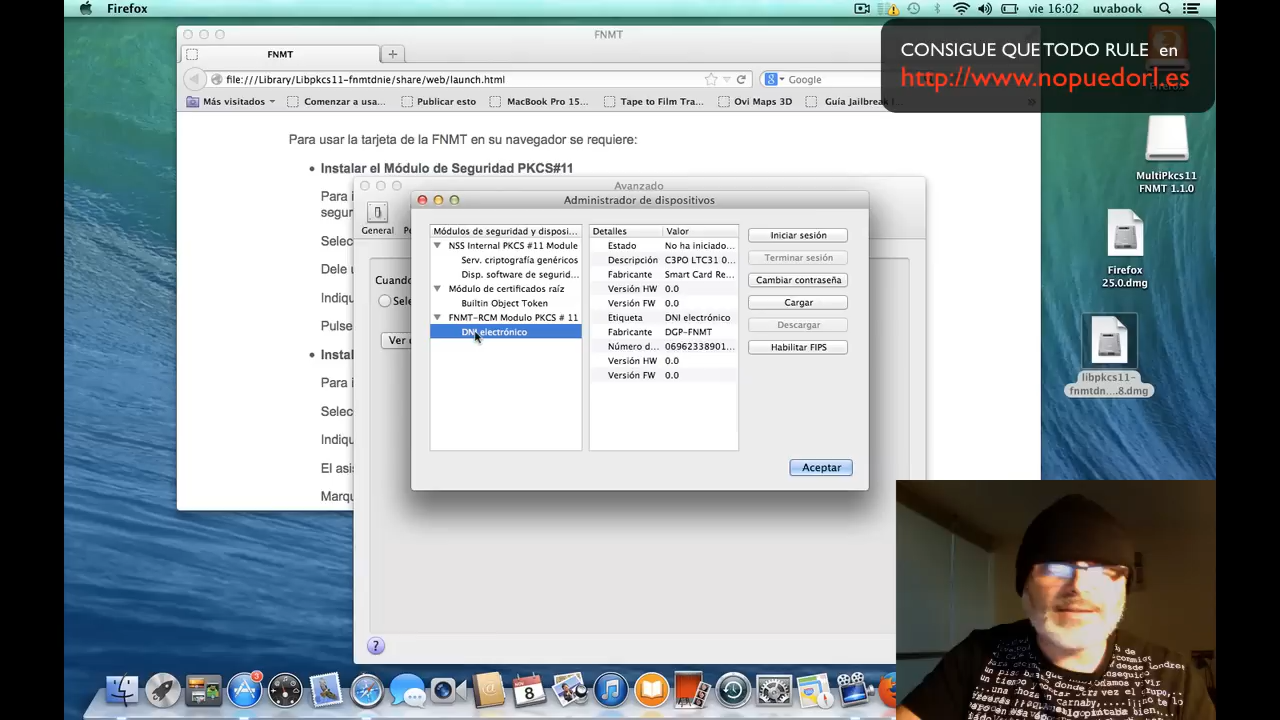 Firefox
vie 16:02
uvabook
FNMT
CONSIGUE QUE TODO RULE en
http://www.nopuedorl.es
FNMT
file:///Library/Libpkcs11-fnmtdnie/share/web/launch.html
Google
Más visitados
Comenzar a usa...
Publicar esto
MacBook Pro 15...
Tape to Film Tra...
Ovi Maps 3D
Guía Jailbreak
Firefox
Para usar la tarjeta de la FNMT en su navegador se requiere:
Instalar el Módulo de Seguridad PKCS#11
Para i
segur
Selec
Dele u
Indiqu
Pulse
Instal
Para i
Selec
Indiqu
El asis
Marqu
Avanzado
General
Pe
Cuando
Sele
Ver
Administrador de dispositivos
Módulos de seguridad y disposi...
NSS Internal PKCS #11 Module
Serv. criptografía genéricos
Disp. software de segurid...
Módulo de certificados raíz
Builtin Object Token
FNMT-RCM Modulo PKCS # 11
DNI electrónico
Detalles Valor
Estado No ha iniciado...
Descripción C3PO LTC31 0...
Fabricante Smart Card Re...
Versión HW 0.0
Versión FW 0.0
Etiqueta DNI electrónico
Fabricante DGP-FNMT
Número d... 06962338901...
Versión HW 0.0
Versión FW 0.0
Iniciar sesión
Terminar sesión
Cambiar contraseña
Cargar
Descargar
Habilitar FIPS
Aceptar
MultiPkcs11
FNMT 1.1.0
Firefox
25.0.dmg
libpkcs11-
fnmtdn....8.dmg
?
3
8